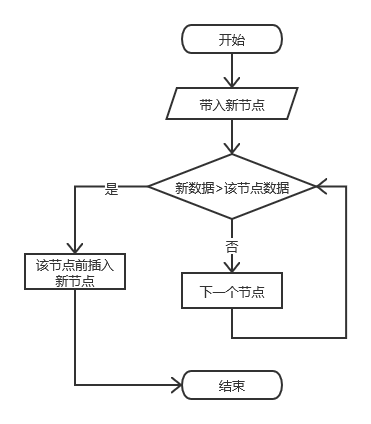 开始
带入新节点
新数据>该节点数据
是
否
该节点前插入
新节点
下一个节点
结束